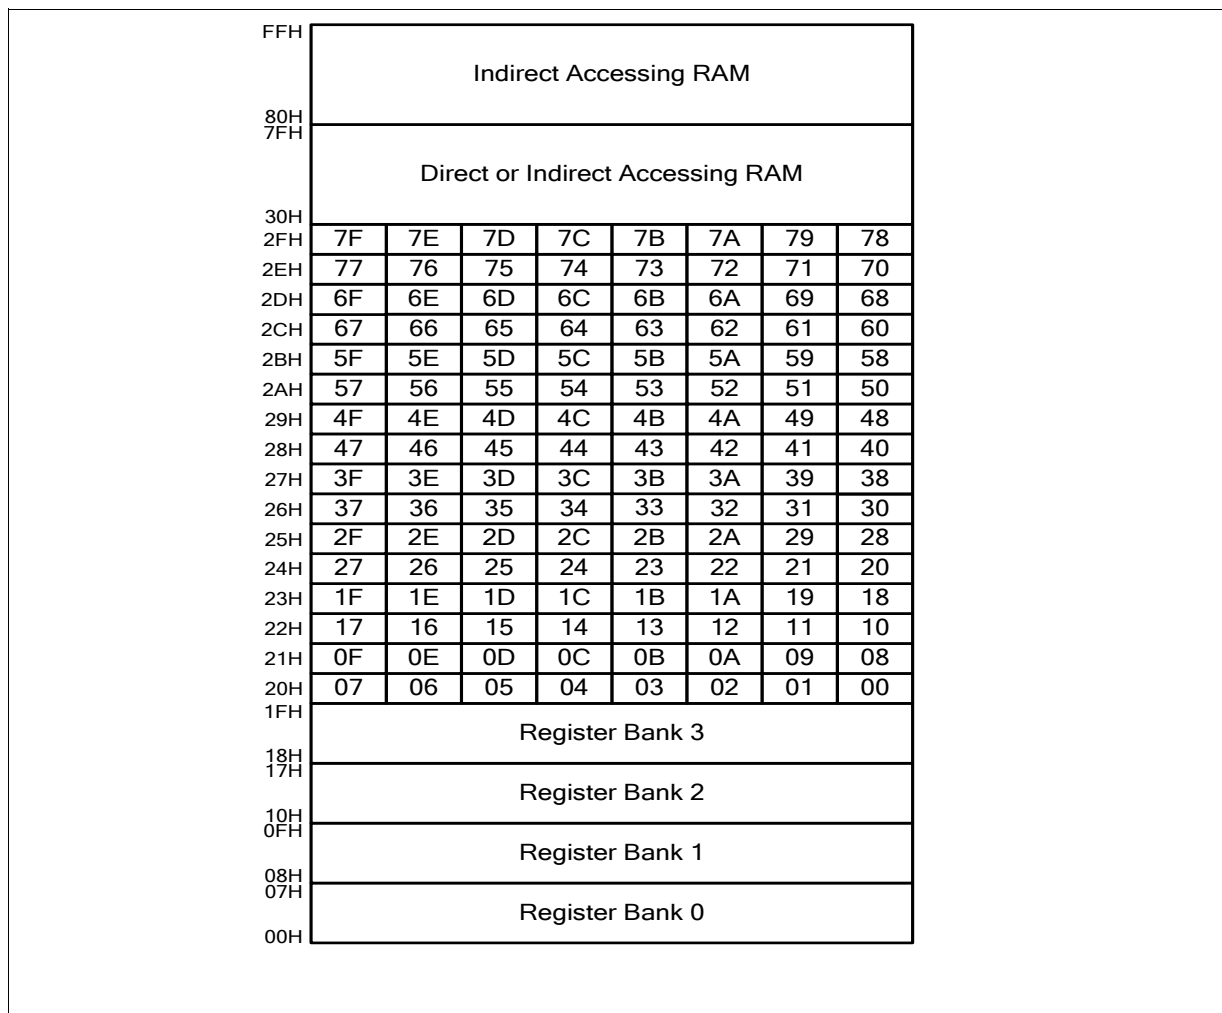 FFH
Indirect Accessing RAM
80H
7FH
Direct or Indirect Accessing RAM
30H
2FH 7F 7E 7D 7C 7B 7A 79 78
2EH 77 76 75 74 73 72 71 70
2DH 6F 6E 6D 6C 6B 6A 69 68
2CH 67 66 65 64 63 62 61 60
2BH 5F 5E 5D 5C 5B 5A 59 58
2AH 57 56 55 54 53 52 51 50
29H 4F 4E 4D 4C 4B 4A 49 48
28H 47 46 45 44 43 42 41 40
27H 3F 3E 3D 3C 3B 3A 39 38
26H 37 36 35 34 33 32 31 30
25H 2F 2E 2D 2C 2B 2A 29 28
24H 27 26 25 24 23 22 21 20
23H 1F 1E 1D 1C 1B 1A 19 18
22H 17 16 15 14 13 12 11 10
21H 0F 0E 0D 0C 0B 0A 09 08
20H 07 06 05 04 03 02 01 00
1FH
Register Bank 3
18H
17H
Register Bank 2
10H
0FH
Register Bank 1
08H
07H
Register Bank 0
00H